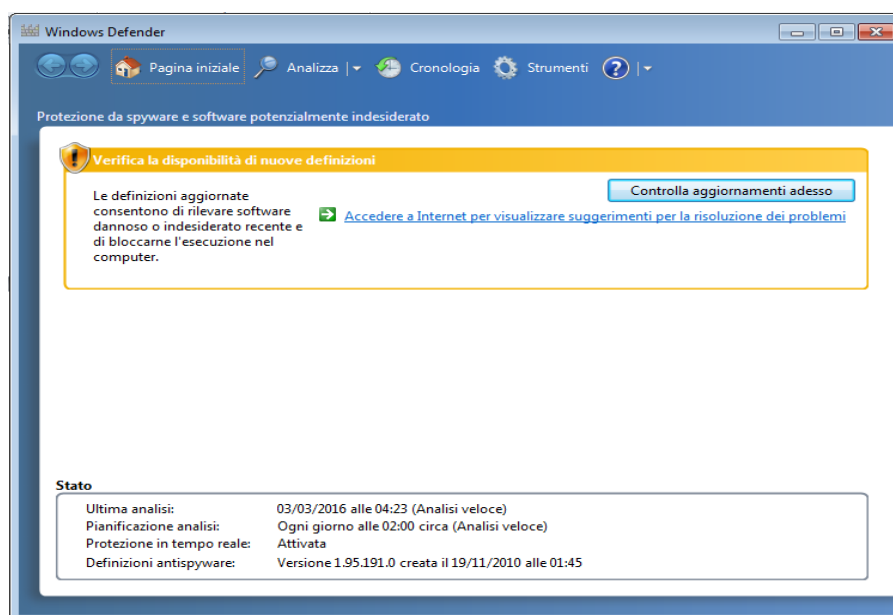 Windows Defender
Pagina iniziale Analizza Cronologia Strumenti ?
Protezione da spyware e software potenzialmente indesiderato
Verifica la disponibilità di nuove definizioni
Le definizioni aggiornate
consentono di rilevare software
dannoso o indesiderato recente e
di bloccarne l'esecuzione nel
computer.
Controlla aggiornamenti adesso
Accedere a Internet per visualizzare suggerimenti per la risoluzione dei problemi
Stato
Ultima analisi: 03/03/2016 alle 04:23 (Analisi veloce)
Pianificazione analisi: Ogni giorno alle 02:00 circa (Analisi veloce)
Protezione in tempo reale: Attivata
Definizioni antispyware: Versione 1.95.191.0 creata il 19/11/2010 alle 01:45